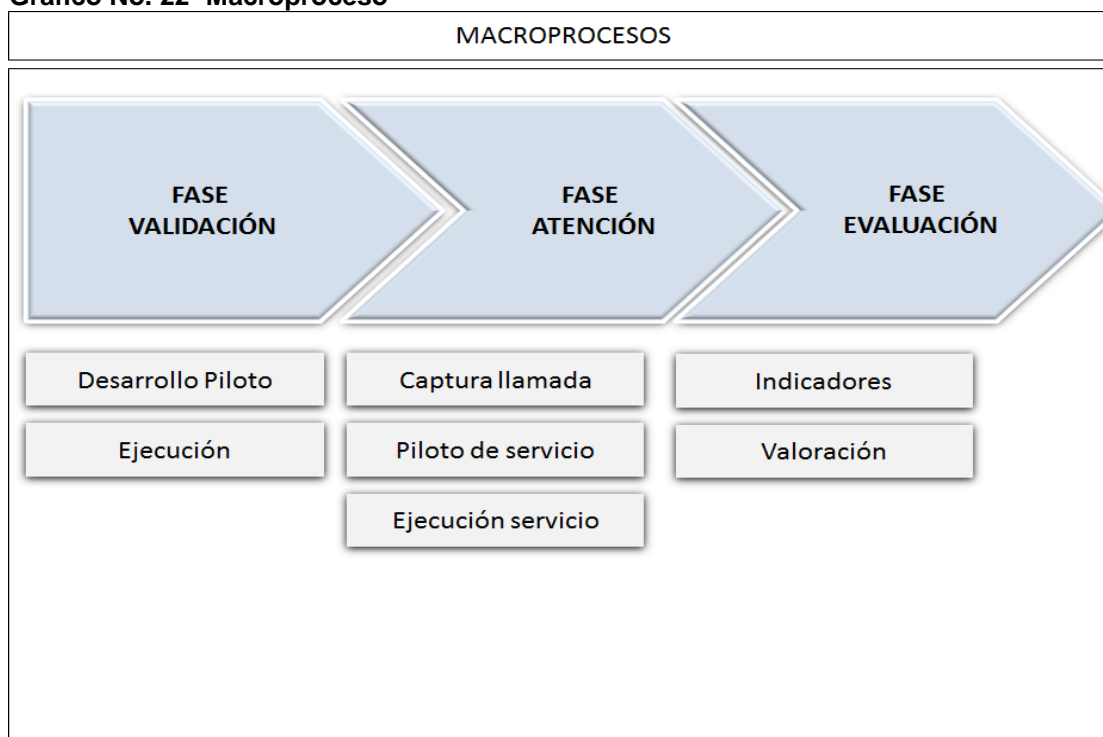 Gráfico No. 22 Macroproceso
MACROPROCESOS
FASE
VALIDACIÓN
FASE
ATENCIÓN
FASE
EVALUACIÓN
Desarrollo Piloto
Captura llamada
Indicadores
Ejecución
Piloto de servicio
Valoración
Ejecución servicio